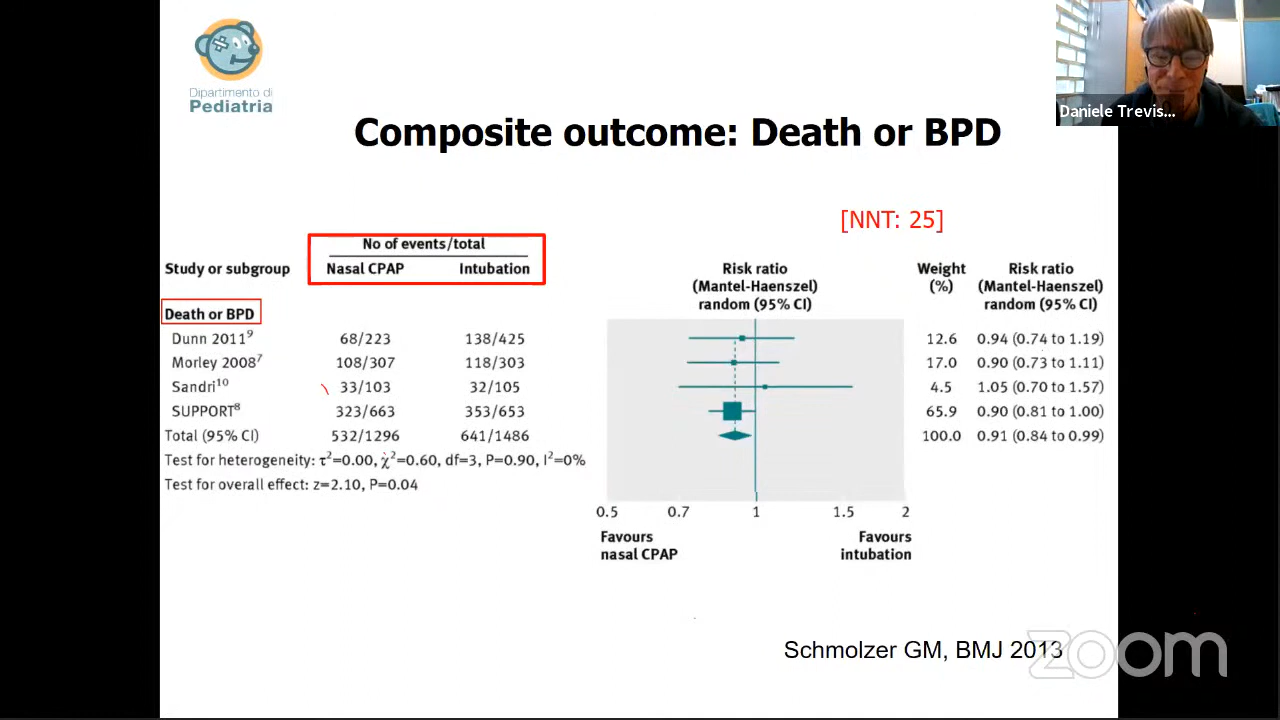 Dipartimento di
Pediatria
Daniele Trevis...
Composite outcome: Death or BPD
[NNT: 25]
No of events/total
Study or subgroup Nasal CPAP Intubation Risk ratio (Mantel-Haenszel) random (95% CI) Weight (%) Risk ratio (Mantel-Haenszel) random (95% CI)
Death or BPD
Dunn 2011⁹ 68/223 138/425 12.6 0.94 (0.74 to 1.19)
Morley 2008⁷ 108/307 118/303 17.0 0.90 (0.73 to 1.11)
Sandri¹⁰ 33/103 32/105 4.5 1.05 (0.70 to 1.57)
SUPPORT⁸ 323/663 353/653 65.9 0.90 (0.81 to 1.00)
Total (95% CI) 532/1296 641/1486 100.0 0.91 (0.84 to 0.99)
Test for heterogeneity: τ²=0.00, χ²=0.60, df=3, P=0.90, I²=0%
Test for overall effect: z=2.10, P=0.04
0.5 0.7 1 1.5 2
Favours nasal CPAP Favours intubation
Schmolzer GM, BMJ 2013
zoom